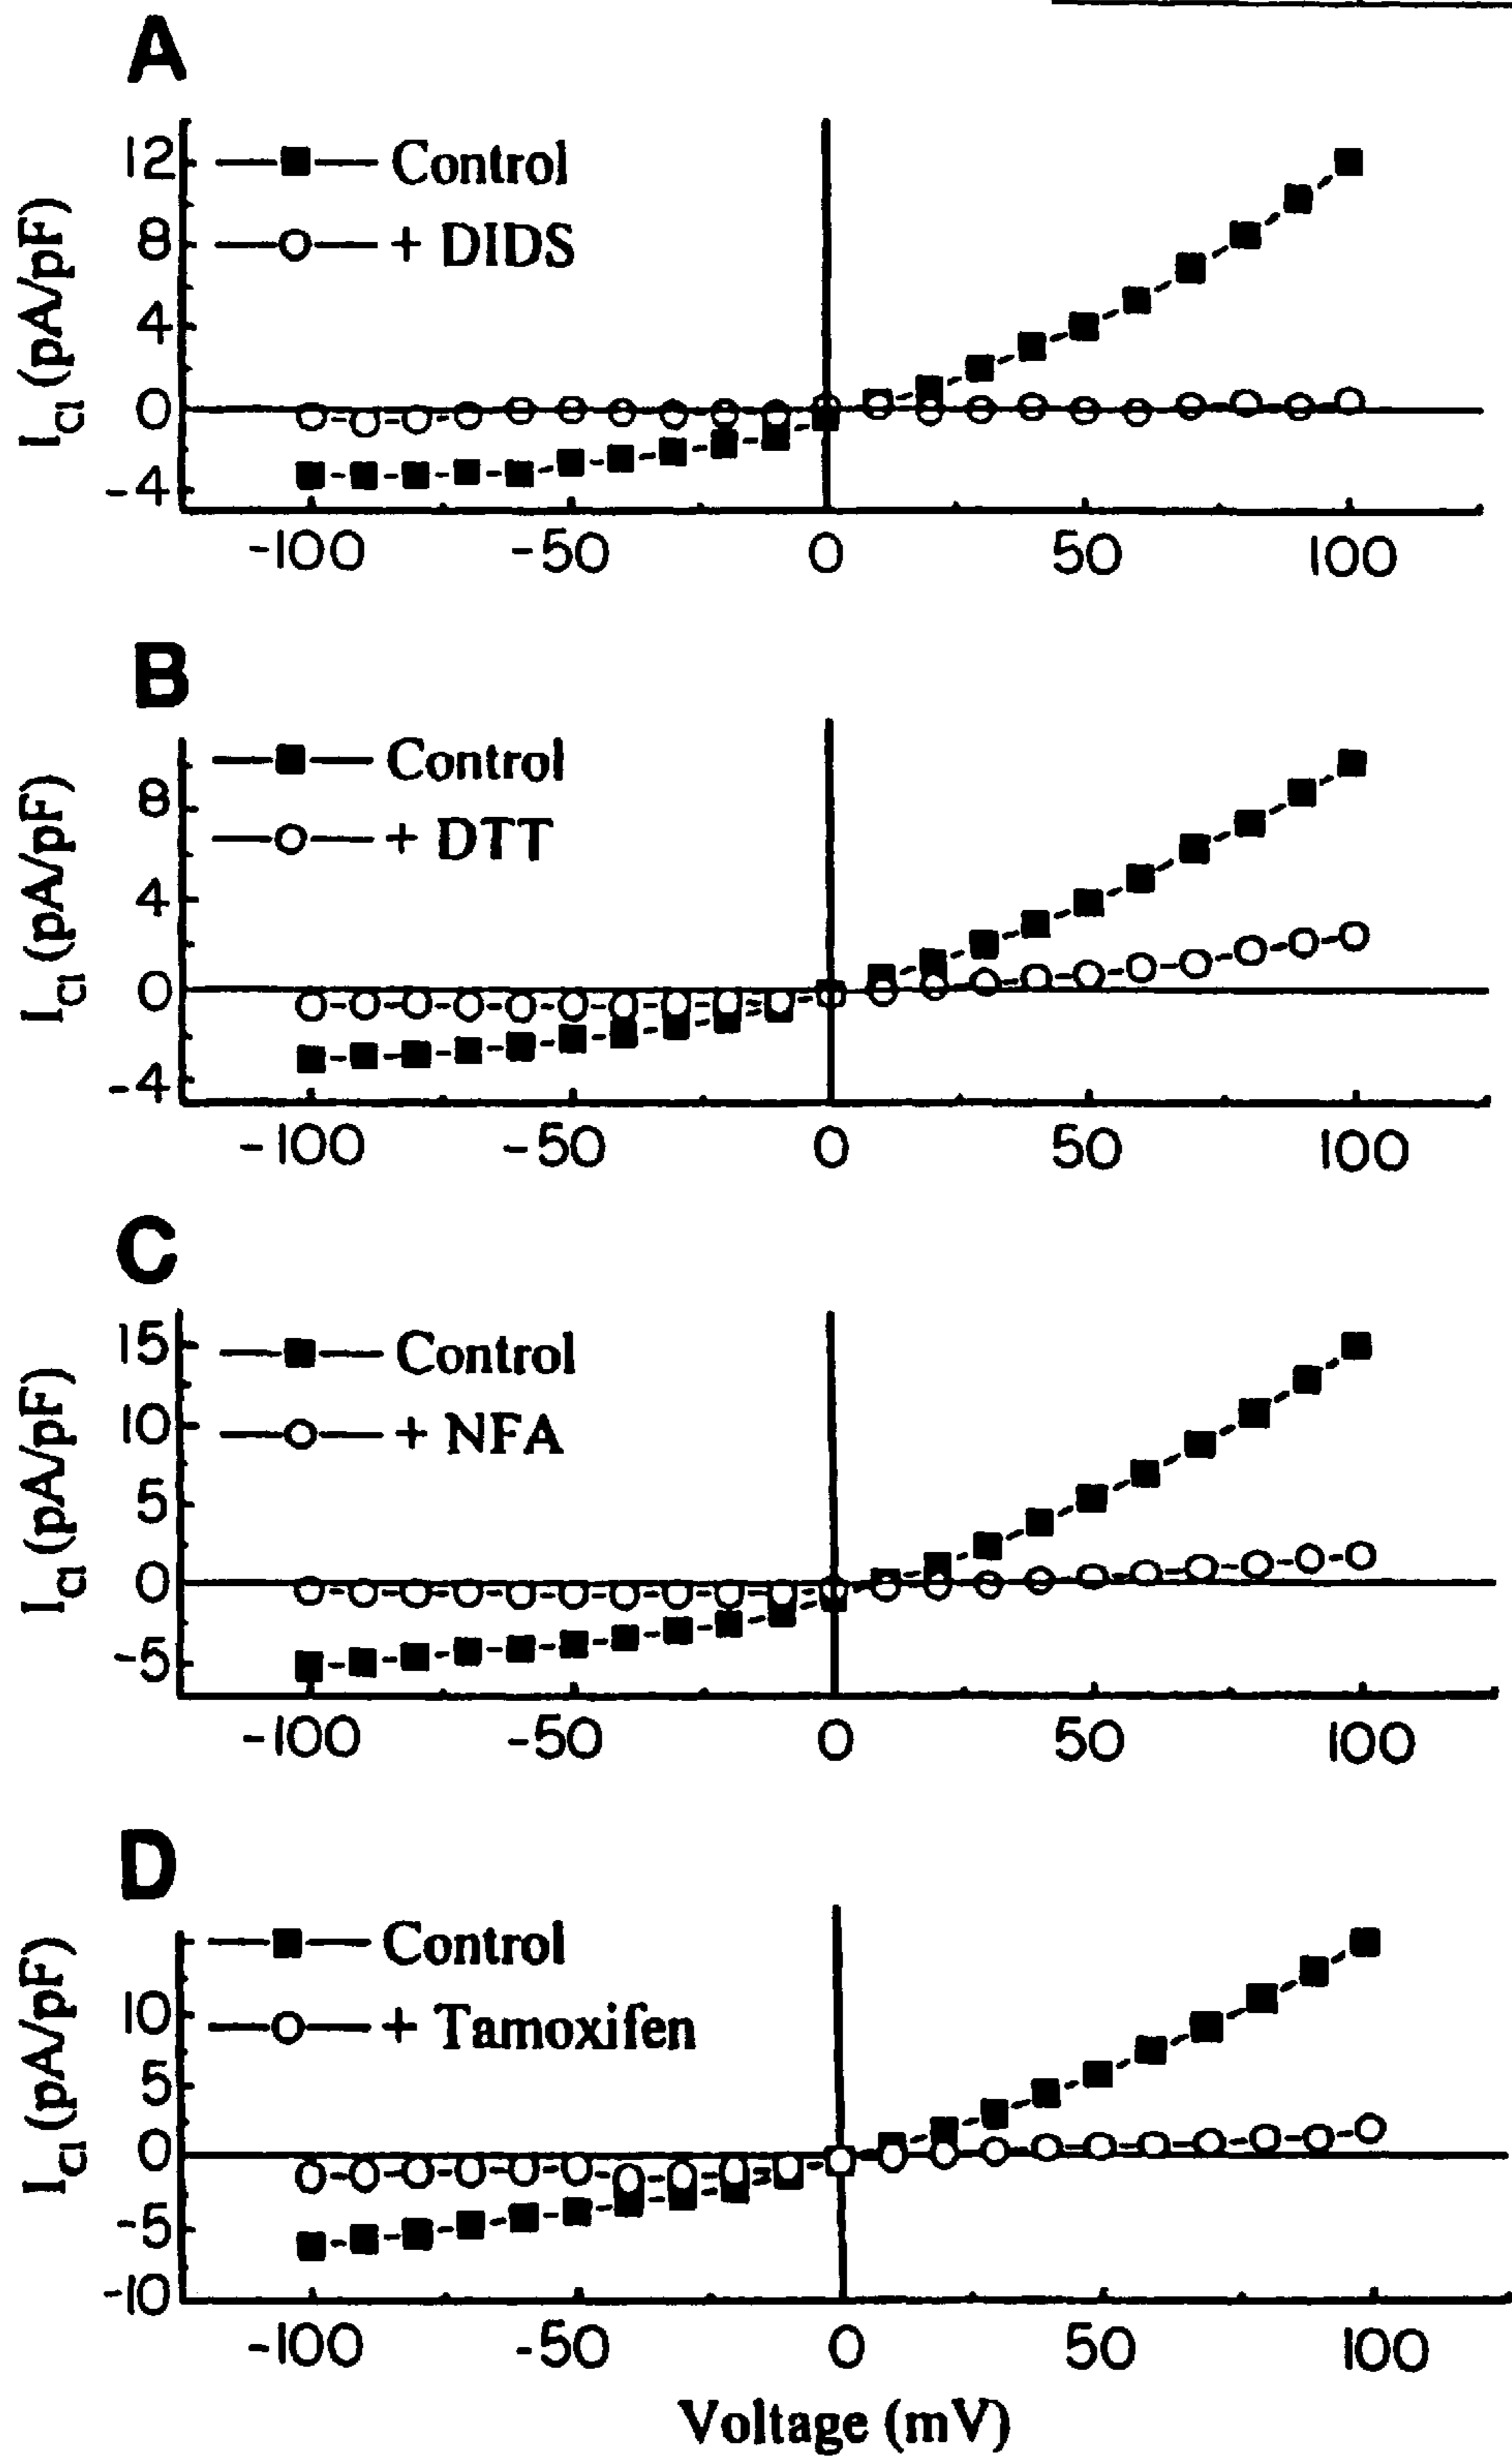 A
12
Control
8
+ DIDS
4
0
-4
I_Cl (pA/pF)
-100 -50 0 50 100
B
Control
8
+ DTT
4
0
-4
I_Cl (pA/pF)
-100 -50 0 50 100
C
15
Control
10
+ NFA
5
0
-5
I_Cl (pA/pF)
-100 -50 0 50 100
D
Control
10
+ Tamoxifen
5
0
-5
-10
I_Cl (pA/pF)
-100 -50 0 50 100
Voltage (mV)